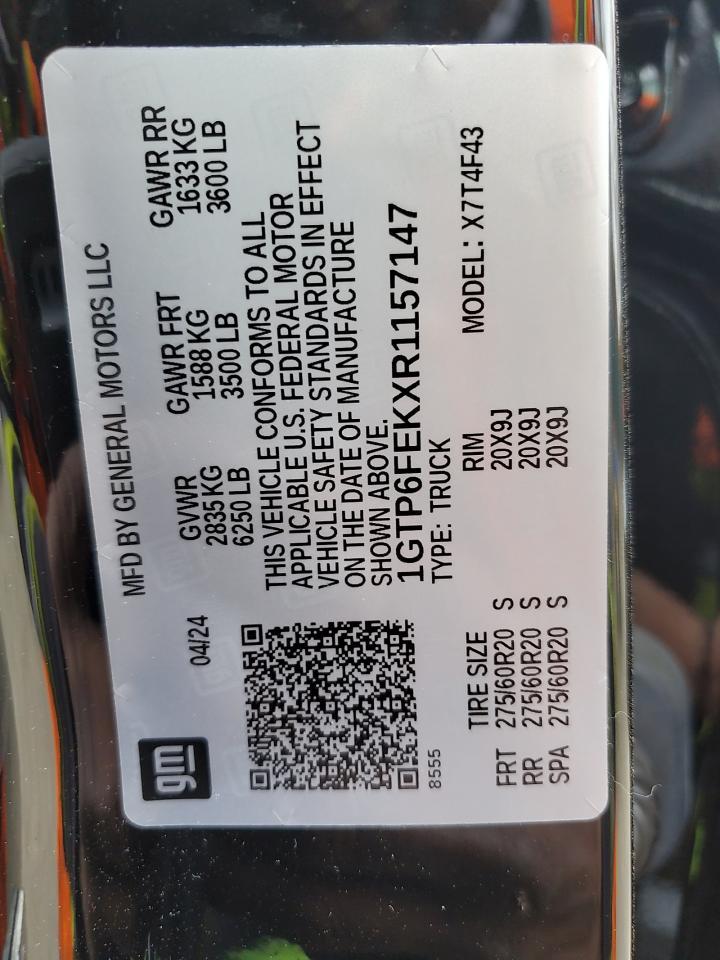 gm
MFD BY GENERAL MOTORS LLC
04/24
GVWR GAWR FRT GAWR RR
2835 KG 1588 KG 1633 KG
6250 LB 3500 LB 3600 LB
THIS VEHICLE CONFORMS TO ALL
APPLICABLE U.S. FEDERAL MOTOR
VEHICLE SAFETY STANDARDS IN EFFECT
ON THE DATE OF MANUFACTURE
SHOWN ABOVE.
1GTP6FEKXR1157147
8555
TYPE: TRUCK
TIRE SIZE RIM MODEL: X7T4F43
FRT 275/60R20 S 20X9J
RR 275/60R20 S 20X9J
SPA 275/60R20 S 20X9J